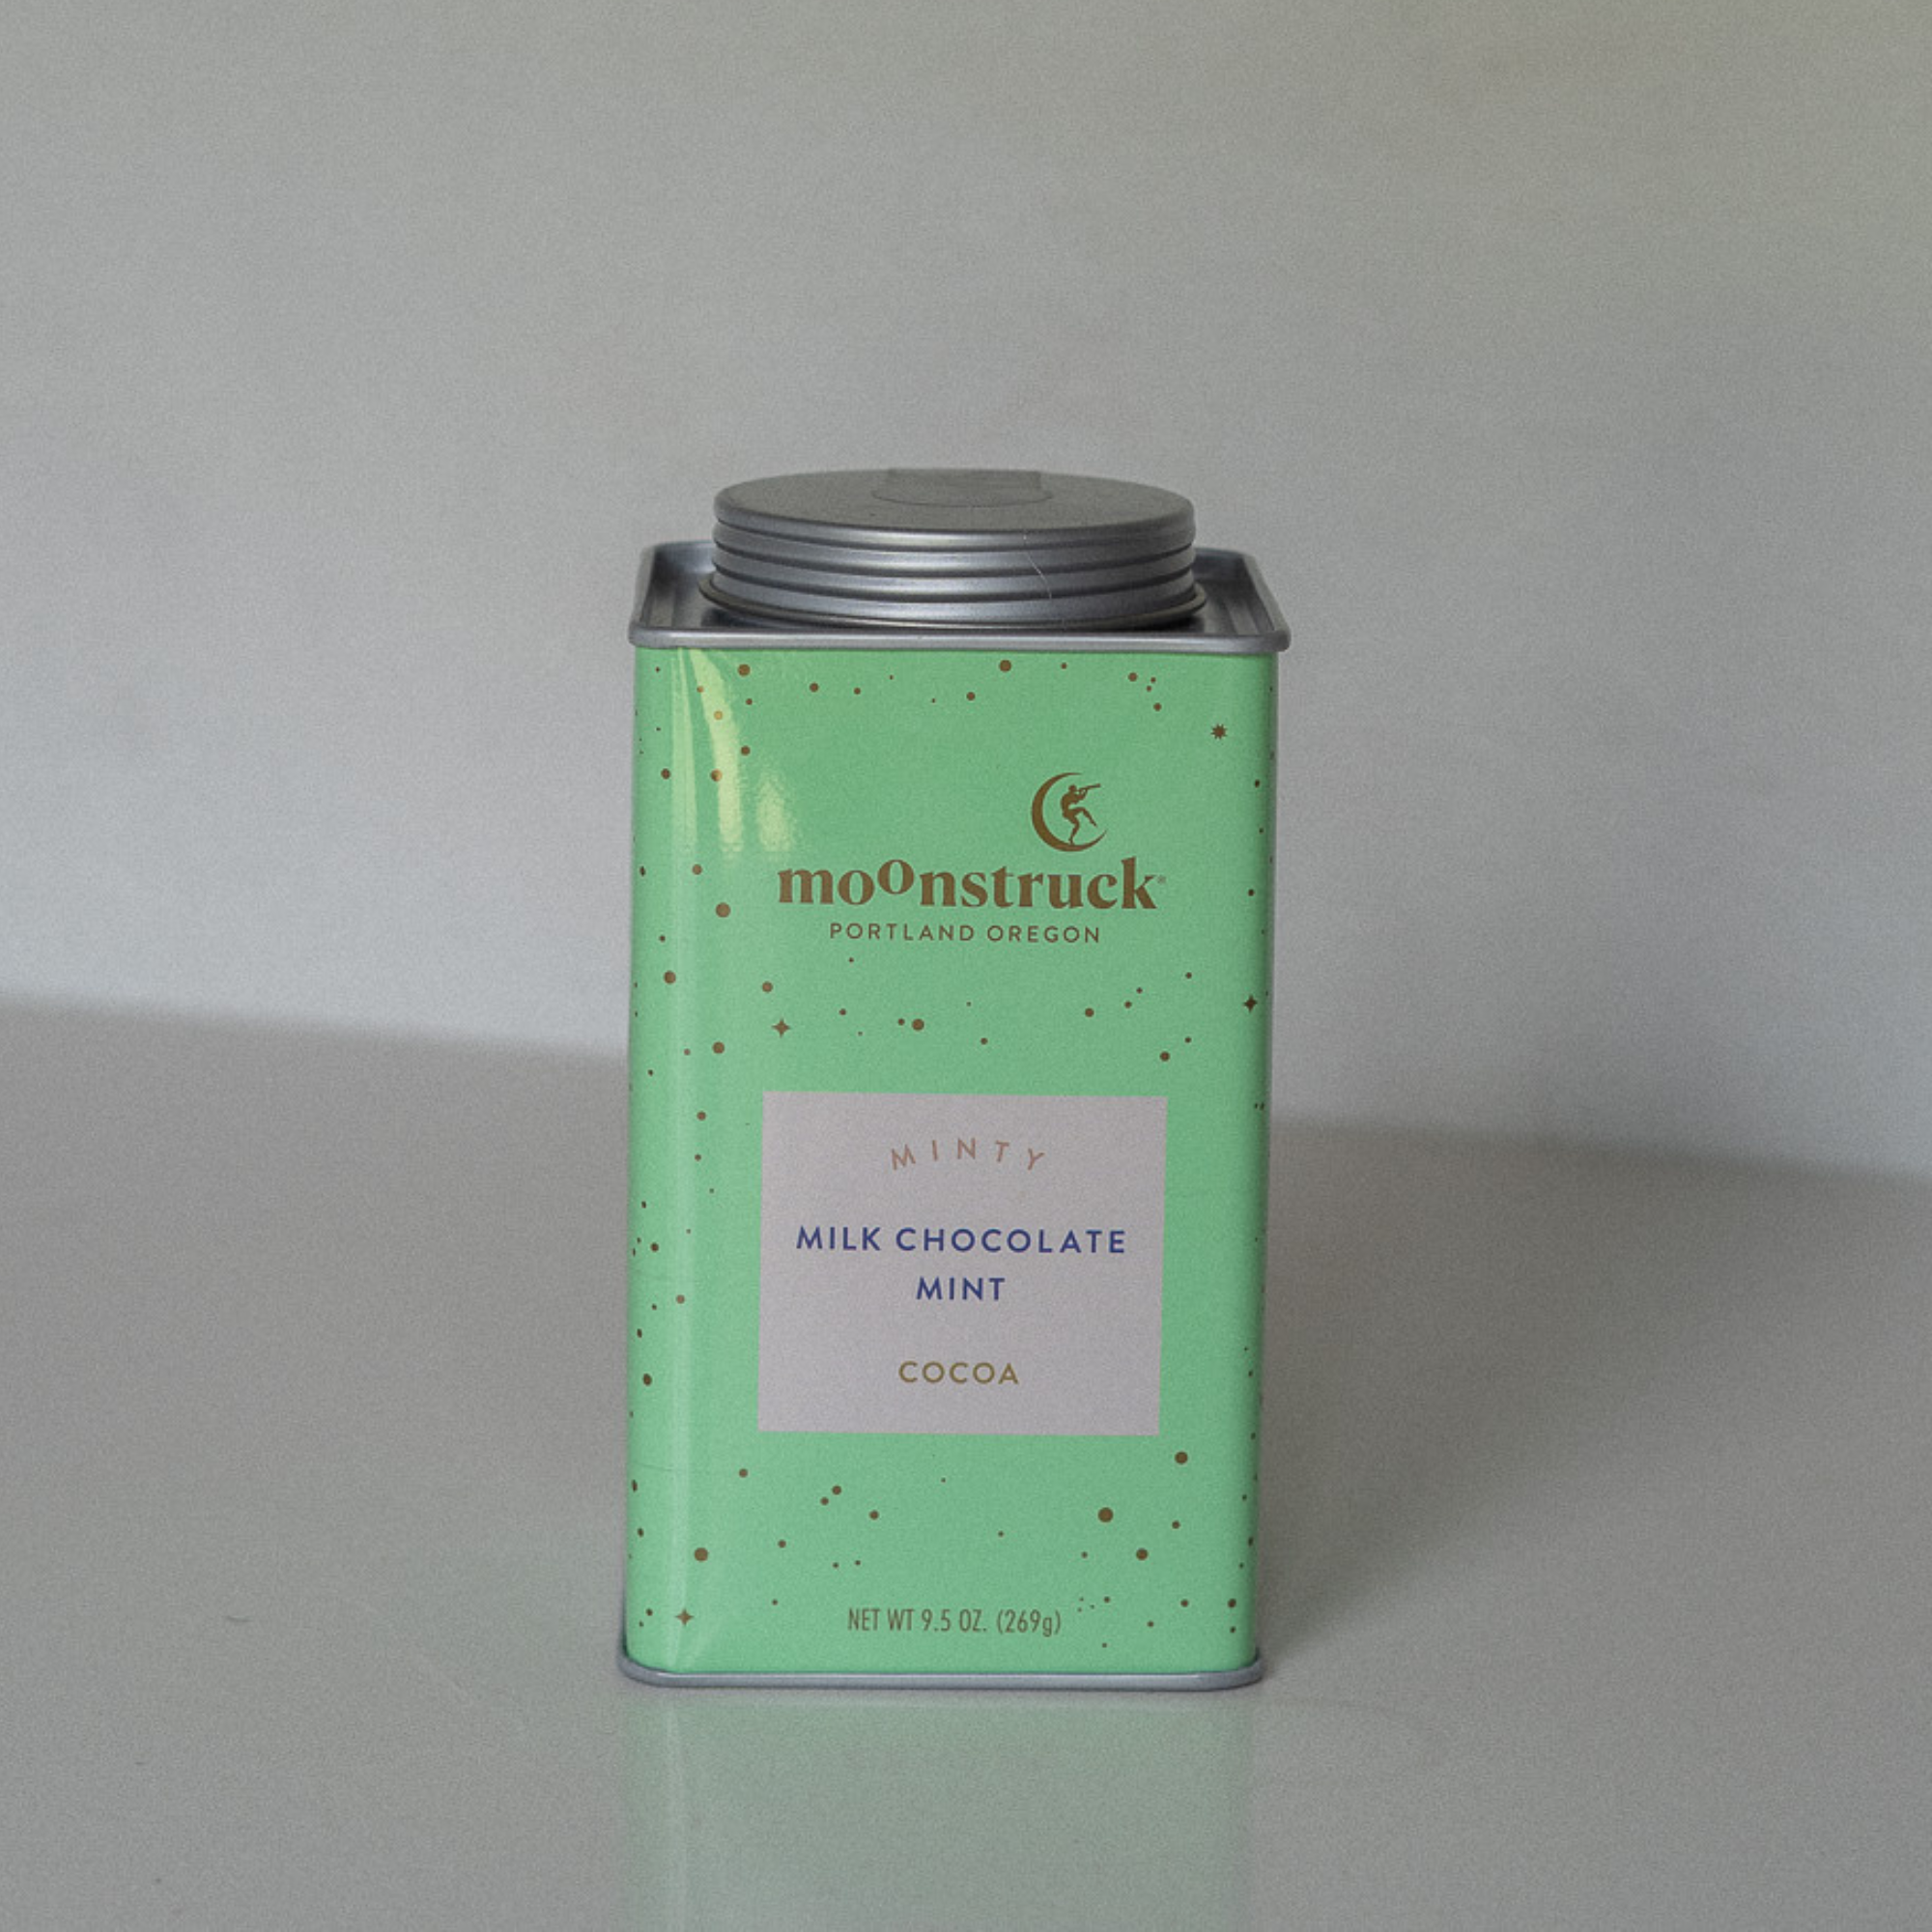 moonstruck®
PORTLAND OREGON
MINTY
MILK CHOCOLATE
MINT
COCOA
NET WT 9.5 OZ. (269g)